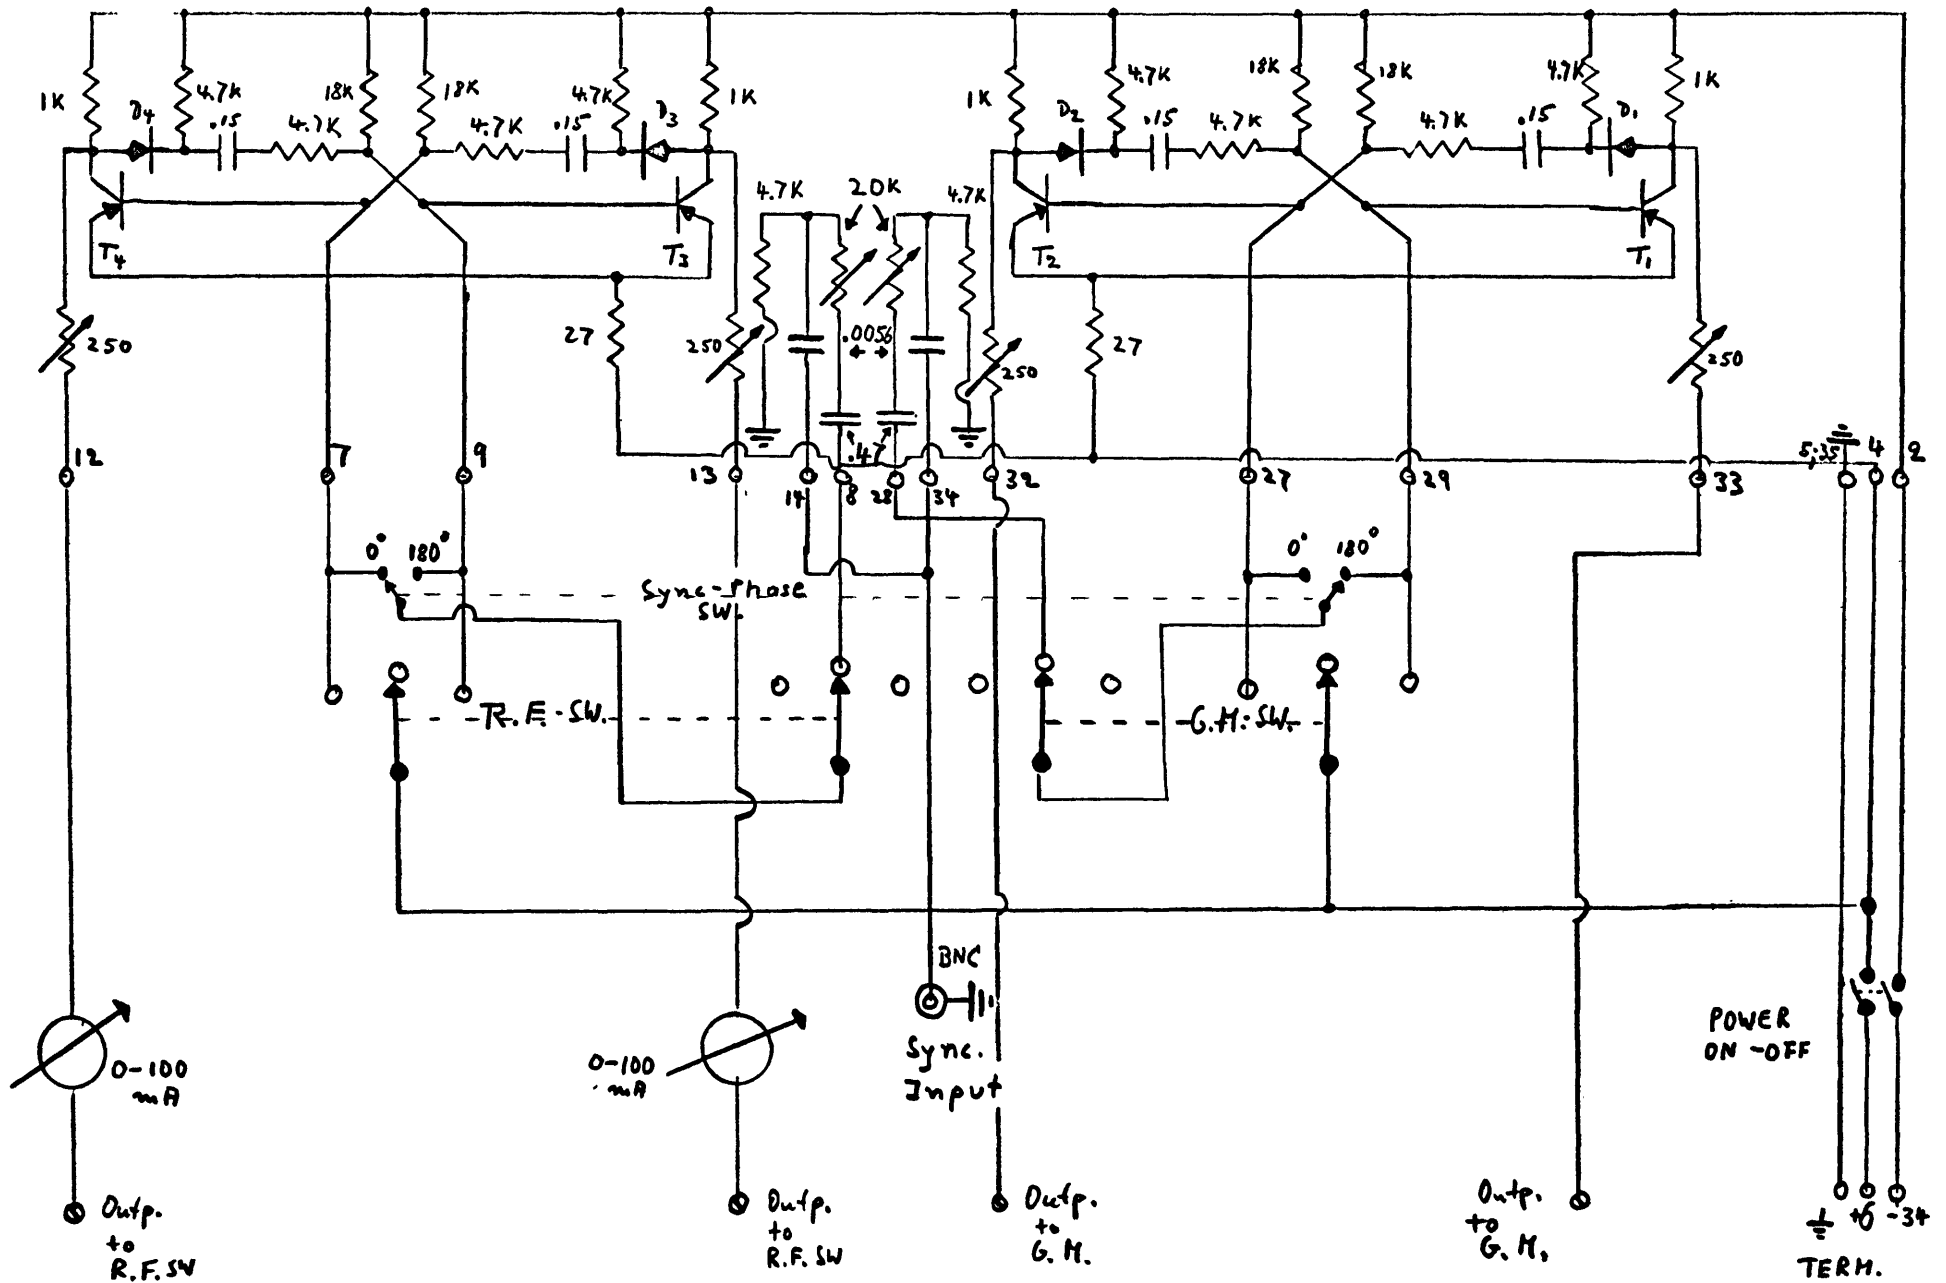 1K
D4
4.7K
.15
4.7K
18K
18K
4.7K
.15
4.7K
D3
1K
1K
D2
4.7K
.15
4.7K
18K
18K
4.7K
.15
4.7K
D1
1K
T4
T3
4.7K
20K
4.7K
T2
T1
250
27
250
.0056
250
27
250
.47
12
7
9
13
14
8
28
34
32
27
29
33
5,35
4
2
0° 180°
Sync-Phase
SW.
0° 180°
R.F.-SW.
G.M.-SW.
BNC
Sync.
Input
0-100
mA
0-100
mA
POWER
ON-OFF
Outp.
to
R.F.SW
Outp.
to
R.F.SW
Outp.
to
G.M.
Outp.
to
G.M.
+6 -34
TERM.